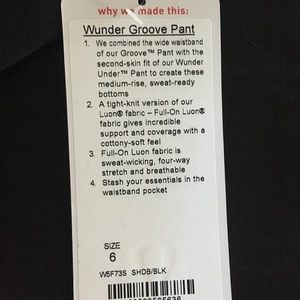 why we made this:
Wunder Groove Pant
1. We combined the wide waistband
of our Groove™ Pant with the
second-skin fit of our Wunder
Under™ Pant to create these
medium-rise, sweat-ready
bottoms
2. A tight-knit version of our
Luon® fabric – Full-On Luon®
fabric gives incredible
support and coverage with a
cottony-soft feel
3. Full-On Luon fabric is
sweat-wicking, four-way
stretch and breathable
4. Stash your essentials in the
waistband pocket
SIZE
6
W5F73S SHDB/BLK